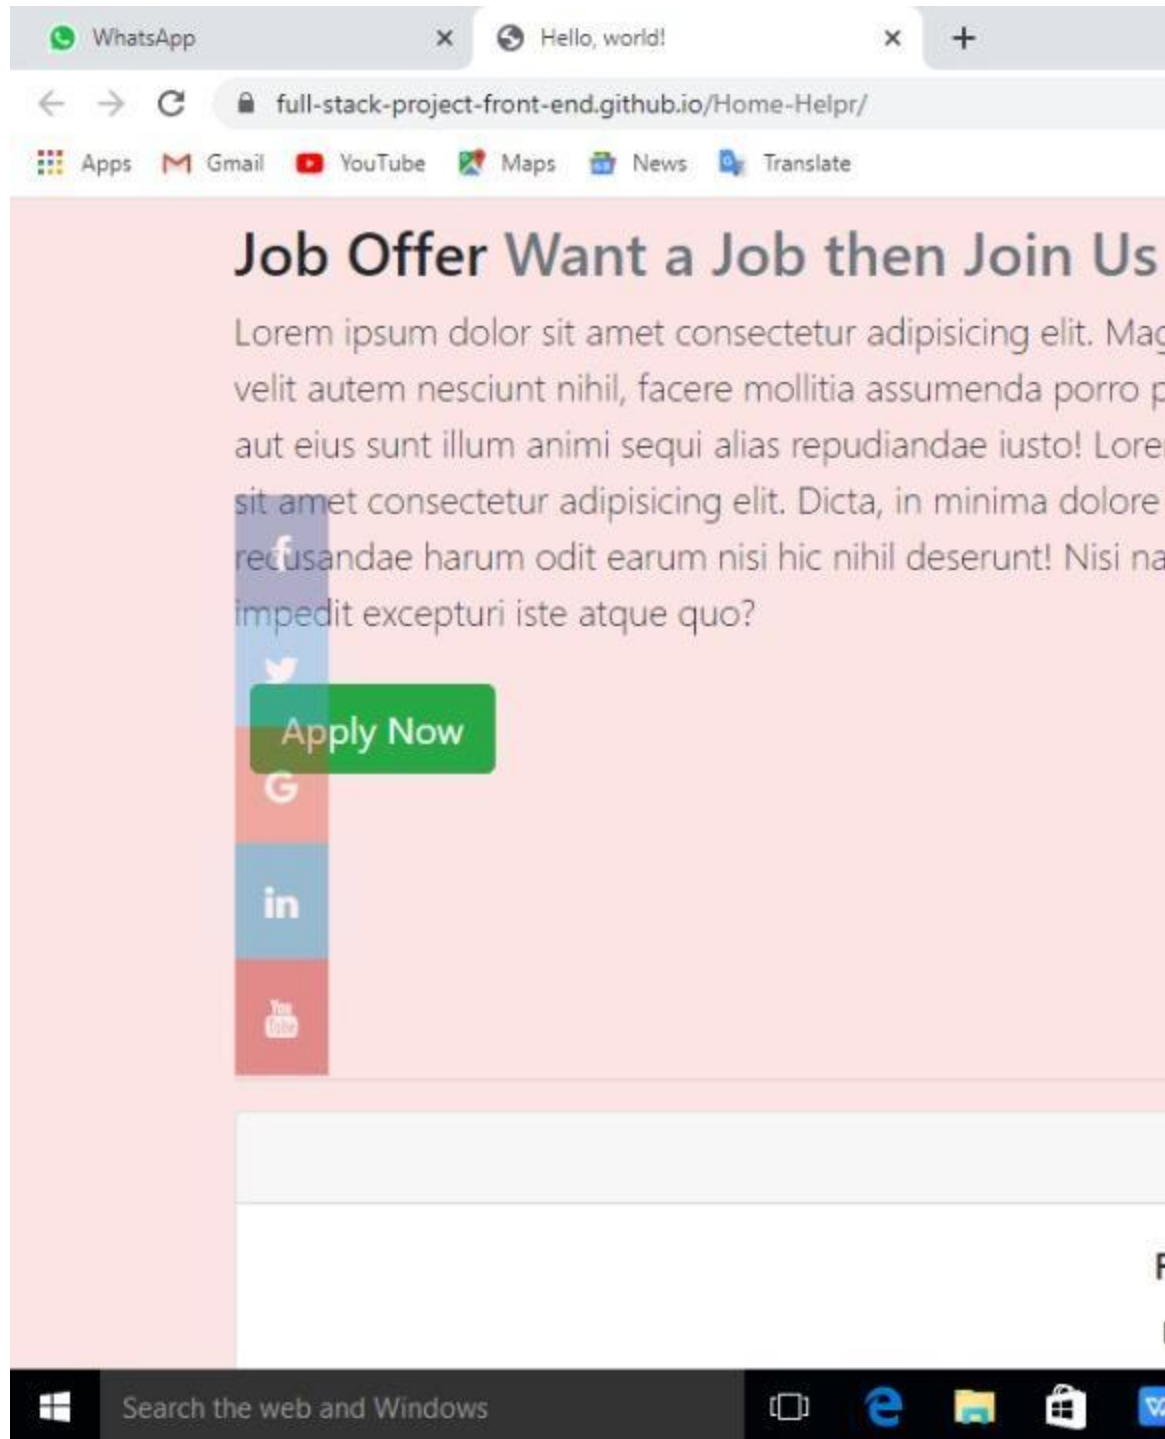 WhatsApp
Hello, world!
full-stack-project-front-end.github.io/Home-Helpr/
Apps
Gmail
YouTube
Maps
News
Translate
Job Offer Want a Job then Join Us
Lorem ipsum dolor sit amet consectetur adipisicing elit.
velit autem nesciunt nihil, facere mollitia assumenda porro
aut eius sunt illum animi sequi alias repudiandae iusto!
sit amet consectetur adipisicing elit. Dicta, in minima dolore
recusandae harum odit earum nisi hic nihil deserunt! Nisi
impedit excepturi iste atque quo?
f
Apply Now
G
in
You
Tube
Search the web and Windows